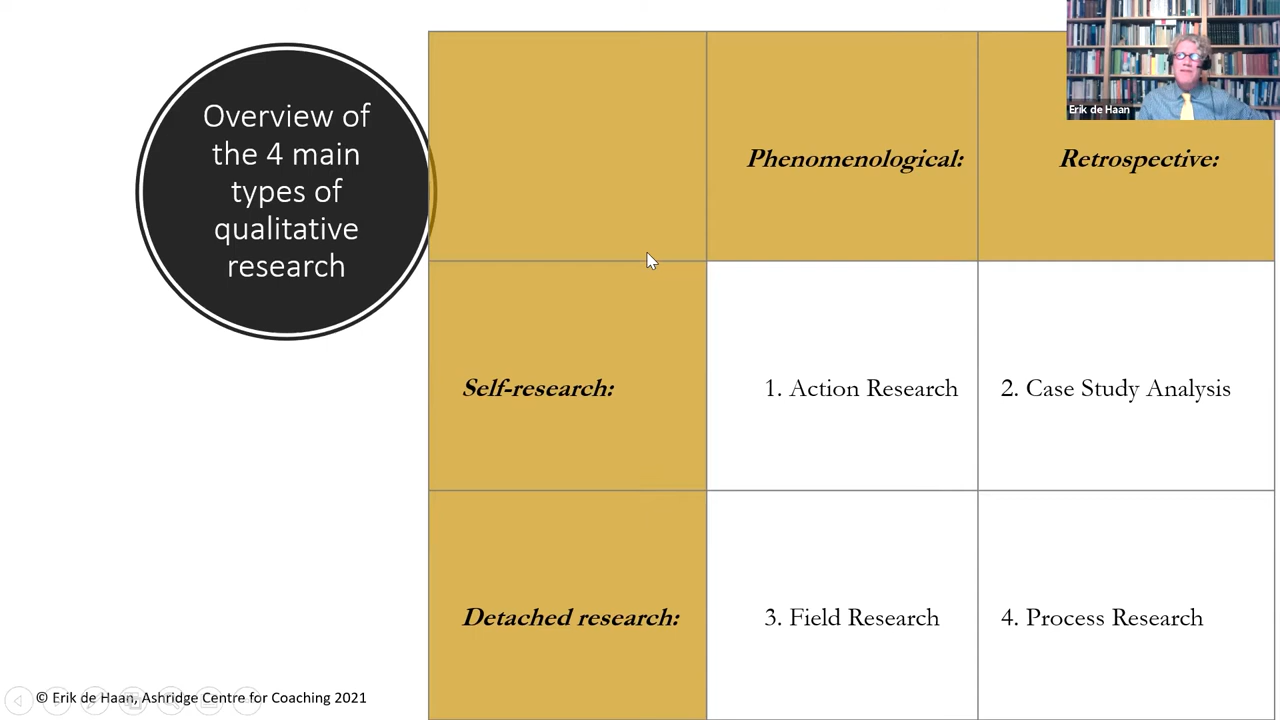 Overview of
the 4 main
types of
qualitative
research
Erik de Haan
Phenomenological:
Retrospective:
Self-research:
1. Action Research
2. Case Study Analysis
Detached research:
3. Field Research
4. Process Research
© Erik de Haan, Ashridge Centre for Coaching 2021